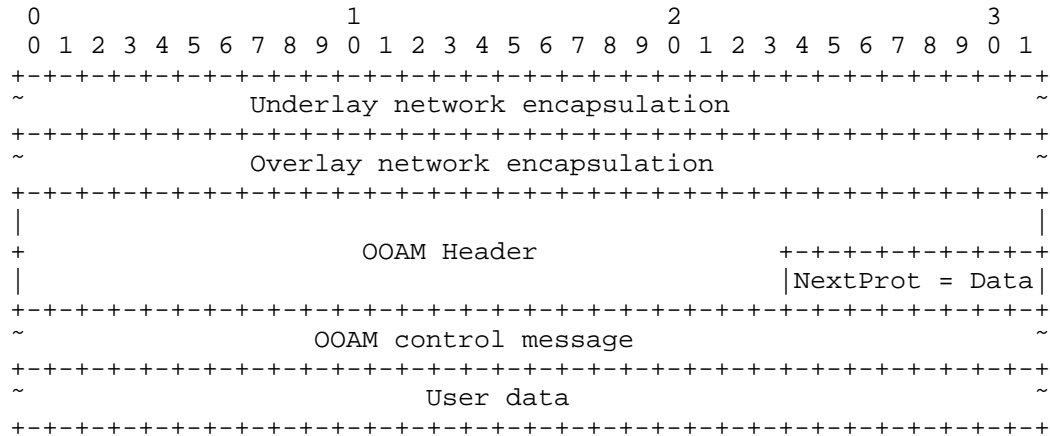 0                   1                   2                   3
 0 1 2 3 4 5 6 7 8 9 0 1 2 3 4 5 6 7 8 9 0 1 2 3 4 5 6 7 8 9 0 1
+-+-+-+-+-+-+-+-+-+-+-+-+-+-+-+-+-+-+-+-+-+-+-+-+-+-+-+-+-+-+-+-+
~              Underlay network encapsulation                   ~
+-+-+-+-+-+-+-+-+-+-+-+-+-+-+-+-+-+-+-+-+-+-+-+-+-+-+-+-+-+-+-+-+
~              Overlay network encapsulation                    ~
+-+-+-+-+-+-+-+-+-+-+-+-+-+-+-+-+-+-+-+-+-+-+-+-+-+-+-+-+-+-+-+-+
|                                                               |
+                     OOAM Header               +-+-+-+-+-+-+-+-+
|                                               |NextProt = Data|
+-+-+-+-+-+-+-+-+-+-+-+-+-+-+-+-+-+-+-+-+-+-+-+-+-+-+-+-+-+-+-+-+
~                  OOAM control message                         ~
+-+-+-+-+-+-+-+-+-+-+-+-+-+-+-+-+-+-+-+-+-+-+-+-+-+-+-+-+-+-+-+-+
~                         User data                             ~
+-+-+-+-+-+-+-+-+-+-+-+-+-+-+-+-+-+-+-+-+-+-+-+-+-+-+-+-+-+-+-+-+